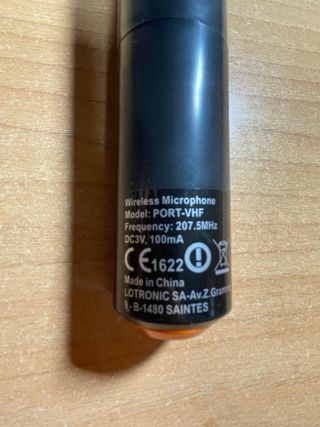 Wireless Microphone
Model: PORT-VHF
Frequency: 207.5MHz
DC3V, 100mA
CE1622
Made in China
LOTRONIC SA-Av.Z.Gramme
9 - B-1480 SAINTES